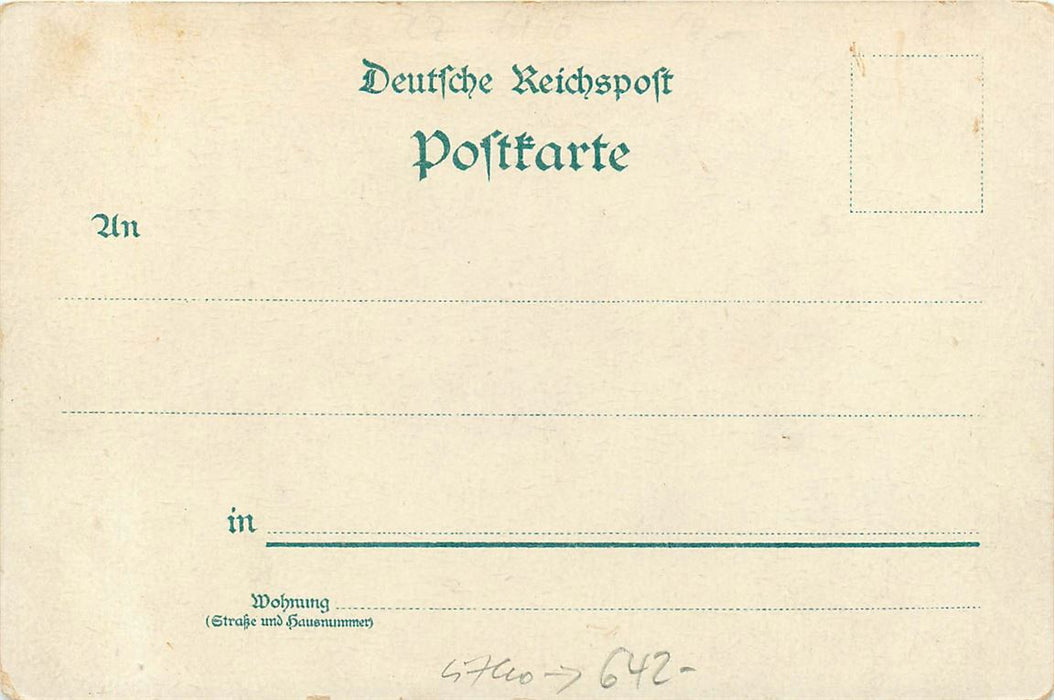 Deutsche Reichspost
Postkarte
An
in
Wohnung
(Straße und Hausnummer)
642-